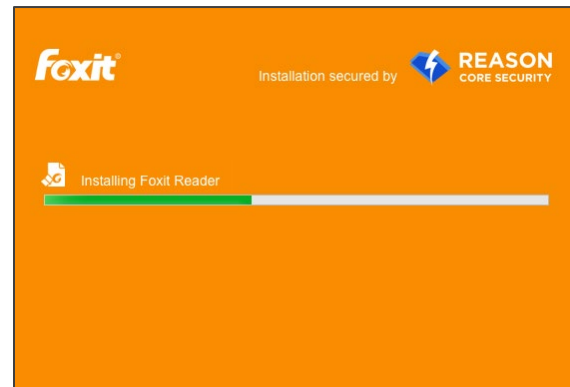 Foxit®
Installation secured by
REASON
CORE SECURITY
Installing Foxit Reader